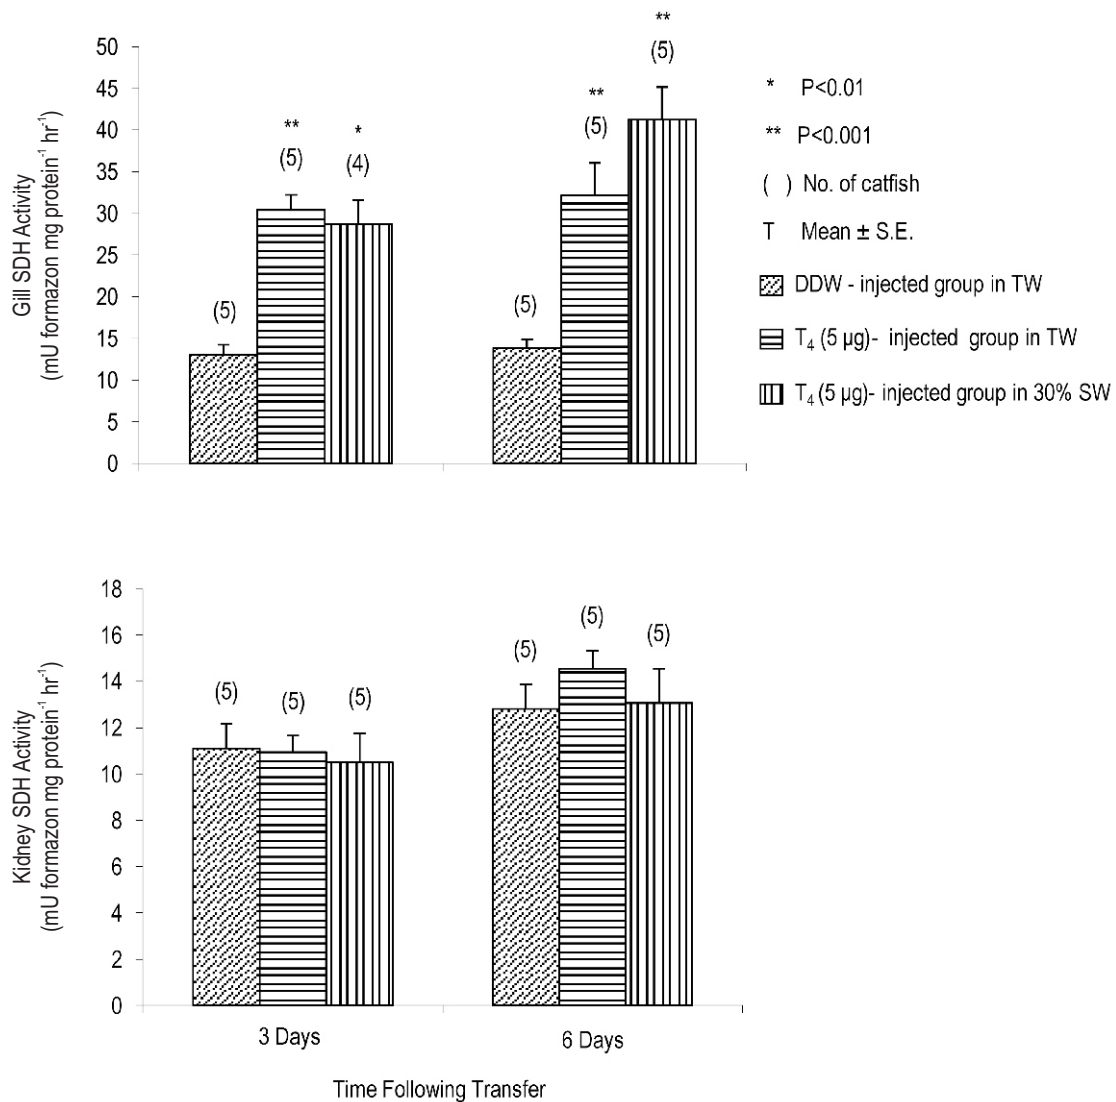 Gill SDH Activity
(mU formazon mg protein⁻¹ hr⁻¹)
50
45
40
35
30
25
20
15
10
5
0
(5)
**
(5)
*
(4)
(5)
**
(5)
**
(5)
* P<0.01
** P<0.001
( ) No. of catfish
T Mean ± S.E.
DDW - injected group in TW
T₄ (5 µg)- injected group in TW
T₄ (5 µg)- injected group in 30% SW
Kidney SDH Activity
(mU formazon mg protein⁻¹ hr⁻¹)
18
16
14
12
10
8
6
4
2
0
(5)
(5)
(5)
(5)
(5)
(5)
3 Days
6 Days
Time Following Transfer